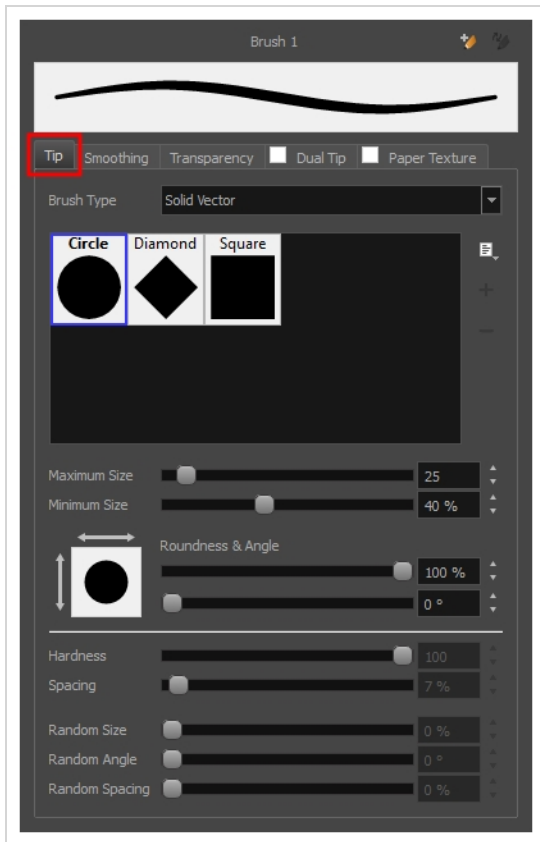 Brush 1
Tip Smoothing Transparency Dual Tip Paper Texture
Brush Type Solid Vector
Circle Diamond Square
Maximum Size 25
Minimum Size 40 %
Roundness & Angle
100 %
0 °
Hardness 100
Spacing 7 %
Random Size 0 %
Random Angle 0 °
Random Spacing 0 %